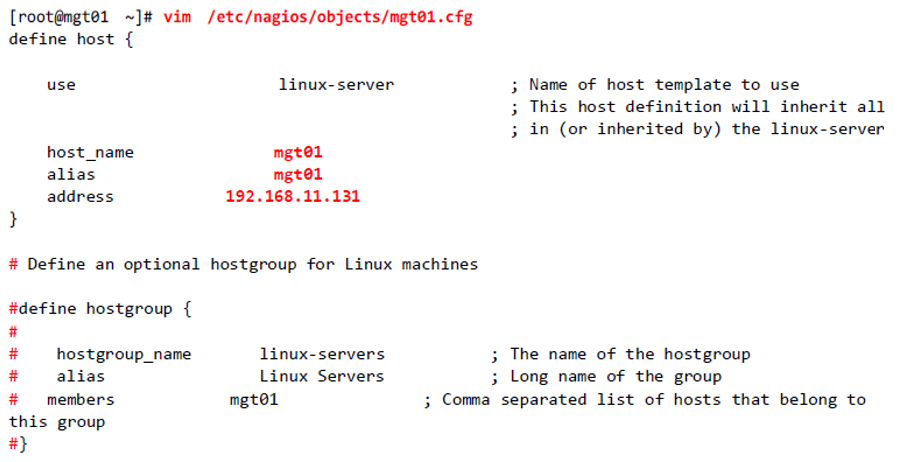 [root@mgt01 ~]# vim /etc/nagios/objects/mgt01.cfg
define host {
use linux-server ; Name of host template to use
; This host definition will inherit all
; in (or inherited by) the linux-server
host_name mgt01
alias mgt01
address 192.168.11.131
}
# Define an optional hostgroup for Linux machines
#define hostgroup {
#
# hostgroup_name linux-servers ; The name of the hostgroup
# alias Linux Servers ; Long name of the group
# members mgt01 ; Comma separated list of hosts that belong to
this group
#}